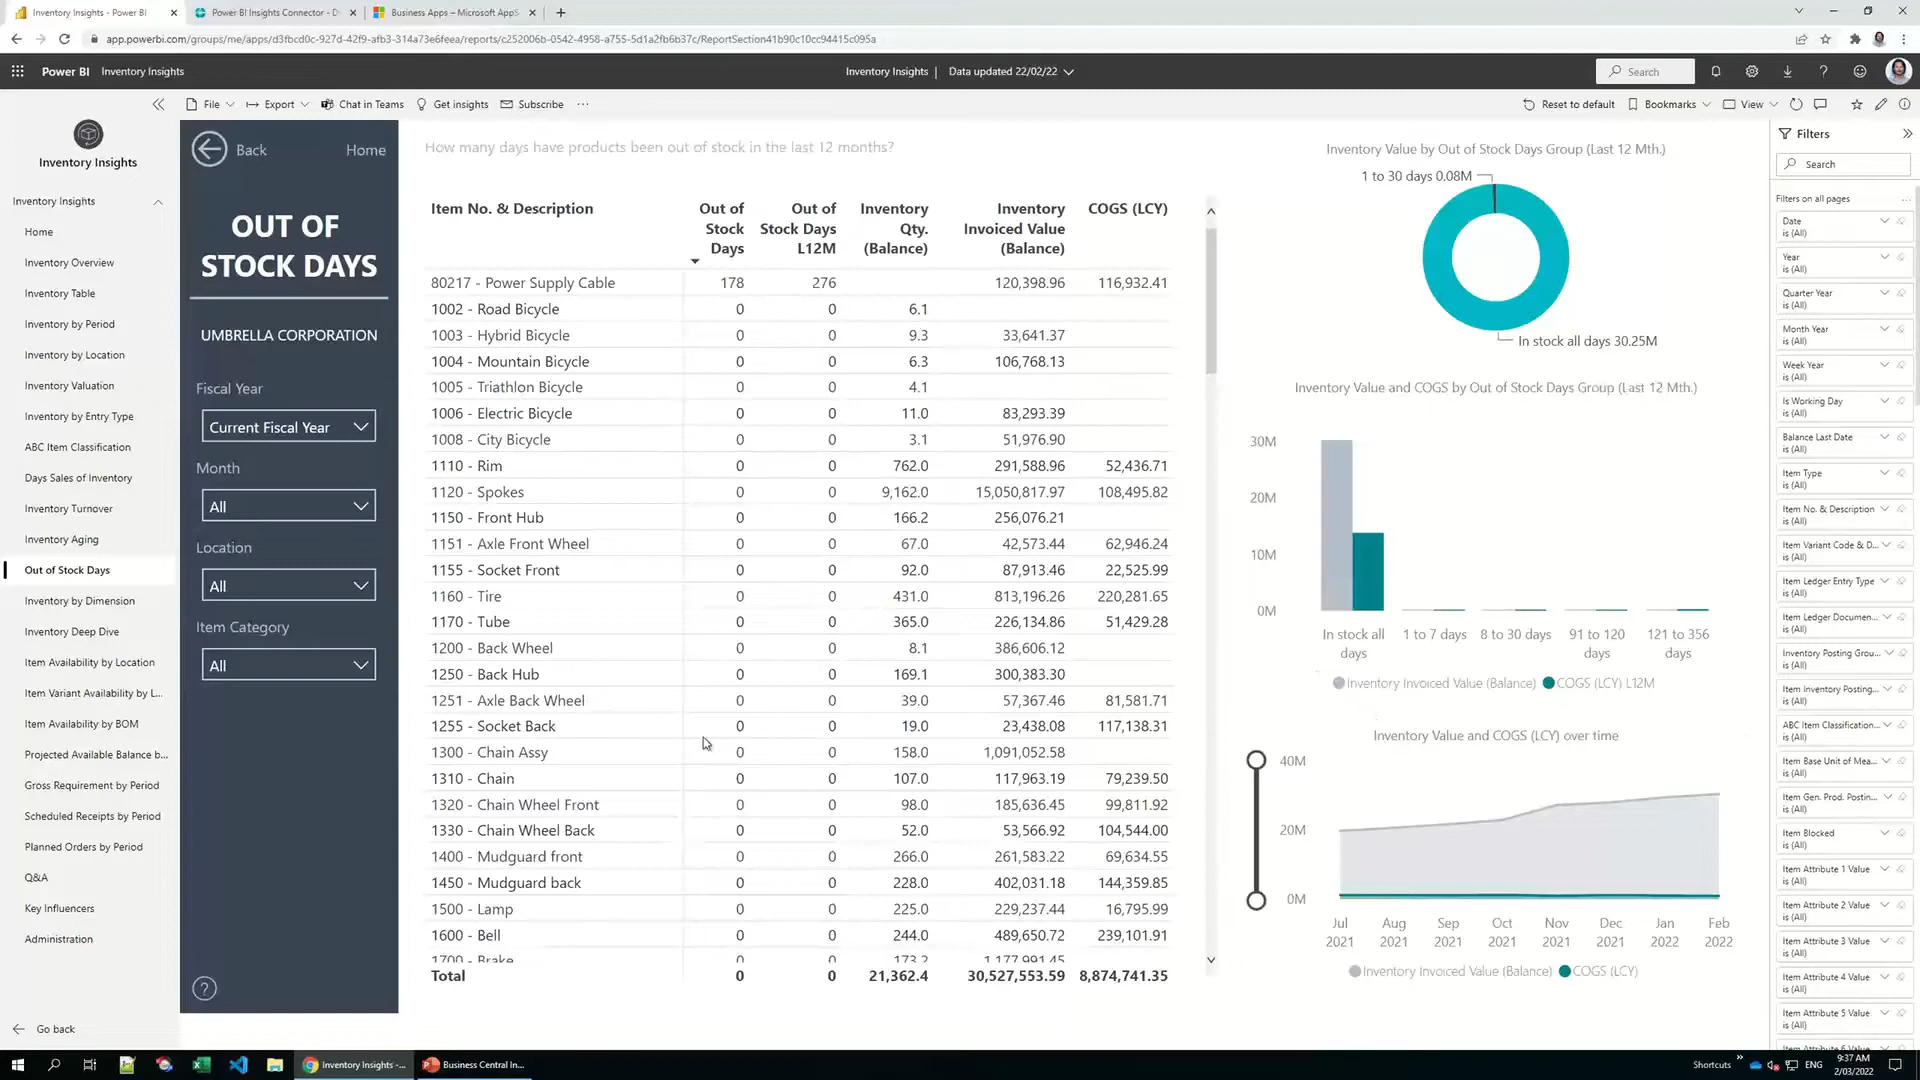 Inventory Insights - Power BI
Power BI Insights Connector - D
Business Apps – Microsoft AppS
app.powerbi.com/groups/me/apps/d3fbcd0c-927d-42f9-afb3-314a73e6feea/reports/c252006b-0542-4958-a755-5d1a2fb6b37c/ReportSection41b90c10cc94415c095a
Power BI Inventory Insights
Inventory Insights | Data updated 22/02/22
Search
File Export Chat in Teams Get insights Subscribe ...
Reset to default Bookmarks View
Inventory Insights
Inventory Insights
Home
Inventory Overview
Inventory Table
Inventory by Period
Inventory by Location
Inventory Valuation
Inventory by Entry Type
ABC Item Classification
Days Sales of Inventory
Inventory Turnover
Inventory Aging
Out of Stock Days
Inventory by Dimension
Inventory Deep Dive
Item Availability by Location
Item Variant Availability by L...
Item Availability by BOM
Projected Available Balance b...
Gross Requirement by Period
Scheduled Receipts by Period
Planned Orders by Period
Q&A
Key Influencers
Administration
Go back
Back Home
OUT OF
STOCK DAYS
UMBRELLA CORPORATION
Fiscal Year
Current Fiscal Year
Month
All
Location
All
Item Category
All
?
How many days have products been out of stock in the last 12 months?
Item No. & Description Out of Stock Days Out of Stock Days L12M Inventory Qty. (Balance) Inventory Invoiced Value (Balance) COGS (LCY)
80217 - Power Supply Cable 178 276 120,398.96 116,932.41
1002 - Road Bicycle 0 0 6.1
1003 - Hybrid Bicycle 0 0 9.3 33,641.37
1004 - Mountain Bicycle 0 0 6.3 106,768.13
1005 - Triathlon Bicycle 0 0 4.1
1006 - Electric Bicycle 0 0 11.0 83,293.39
1008 - City Bicycle 0 0 3.1 51,976.90
1110 - Rim 0 0 762.0 291,588.96 52,436.71
1120 - Spokes 0 0 9,162.0 15,050,817.97 108,495.82
1150 - Front Hub 0 0 166.2 256,076.21
1151 - Axle Front Wheel 0 0 67.0 42,573.44 62,946.24
1155 - Socket Front 0 0 92.0 87,913.46 22,525.99
1160 - Tire 0 0 431.0 813,196.26 220,281.65
1170 - Tube 0 0 365.0 226,134.86 51,429.28
1200 - Back Wheel 0 0 8.1 386,606.12
1250 - Back Hub 0 0 169.1 300,383.30
1251 - Axle Back Wheel 0 0 39.0 57,367.46 81,581.71
1255 - Socket Back 0 0 19.0 23,438.08 117,138.31
1300 - Chain Assy 0 0 158.0 1,091,052.58
1310 - Chain 0 0 107.0 117,963.19 79,239.50
1320 - Chain Wheel Front 0 0 98.0 185,636.45 99,811.92
1330 - Chain Wheel Back 0 0 52.0 53,566.92 104,544.00
1400 - Mudguard front 0 0 266.0 261,583.22 69,634.55
1450 - Mudguard back 0 0 228.0 402,031.18 144,359.85
1500 - Lamp 0 0 225.0 229,237.44 16,795.99
1600 - Bell 0 0 244.0 489,650.72 239,101.91
1700 - Brake 0 0 173.2 1,177,991.45
Total 0 0 21,362.4 30,527,553.59 8,874,741.35
Inventory Value by Out of Stock Days Group (Last 12 Mth.)
1 to 30 days 0.08M
In stock all days 30.25M
Inventory Value and COGS by Out of Stock Days Group (Last 12 Mth.)
30M
20M
10M
0M
In stock all days 1 to 7 days 8 to 30 days 91 to 120 days 121 to 356 days
Inventory Invoiced Value (Balance) COGS (LCY) L12M
Inventory Value and COGS (LCY) over time
40M
20M
0M
Jul 2021 Aug 2021 Sep 2021 Oct 2021 Nov 2021 Dec 2021 Jan 2022 Feb 2022
Inventory Invoiced Value (Balance) COGS (LCY)
Filters
Search
Filters on all pages ...
Date
is (All)
Year
is (All)
Quarter Year
is (All)
Month Year
is (All)
Week Year
is (All)
Is Working Day
is (All)
Balance Last Date
is (All)
Item Type
is (All)
Item No. & Description
is (All)
Item Variant Code & D...
is (All)
Item Ledger Entry Type
is (All)
Item Ledger Documen...
is (All)
Inventory Posting Grou...
is (All)
Item Inventory Posting...
is (All)
ABC Item Classification...
is (All)
Item Base Unit of Mea...
is (All)
Item Gen. Prod. Postin...
is (All)
Item Blocked
is (All)
Item Attribute 1 Value
is (All)
Item Attribute 2 Value
is (All)
Item Attribute 3 Value
is (All)
Item Attribute 4 Value
is (All)
Item Attribute 5 Value
is (All)
Item Attribute 6 Value
Inventory Insights -...
Business Central In...
Shortcuts
ENG
9:37 AM
2/03/2022